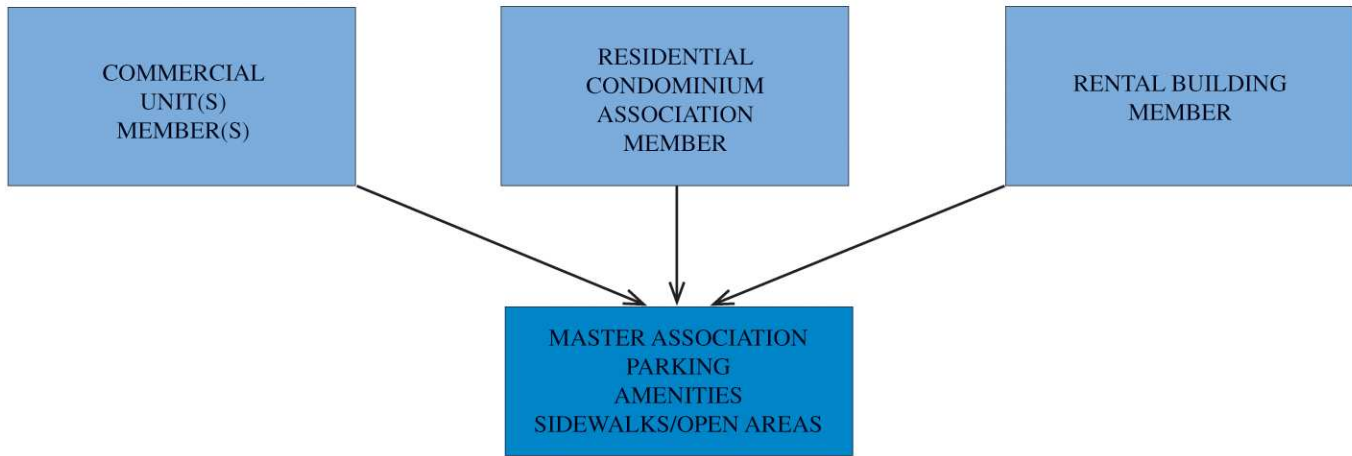 COMMERCIAL
UNIT(S)
MEMBER(S)
RESIDENTIAL
CONDOMINIUM
ASSOCIATION
MEMBER
RENTAL BUILDING
MEMBER
MASTER ASSOCIATION
PARKING
AMENITIES
SIDEWALKS/OPEN AREAS